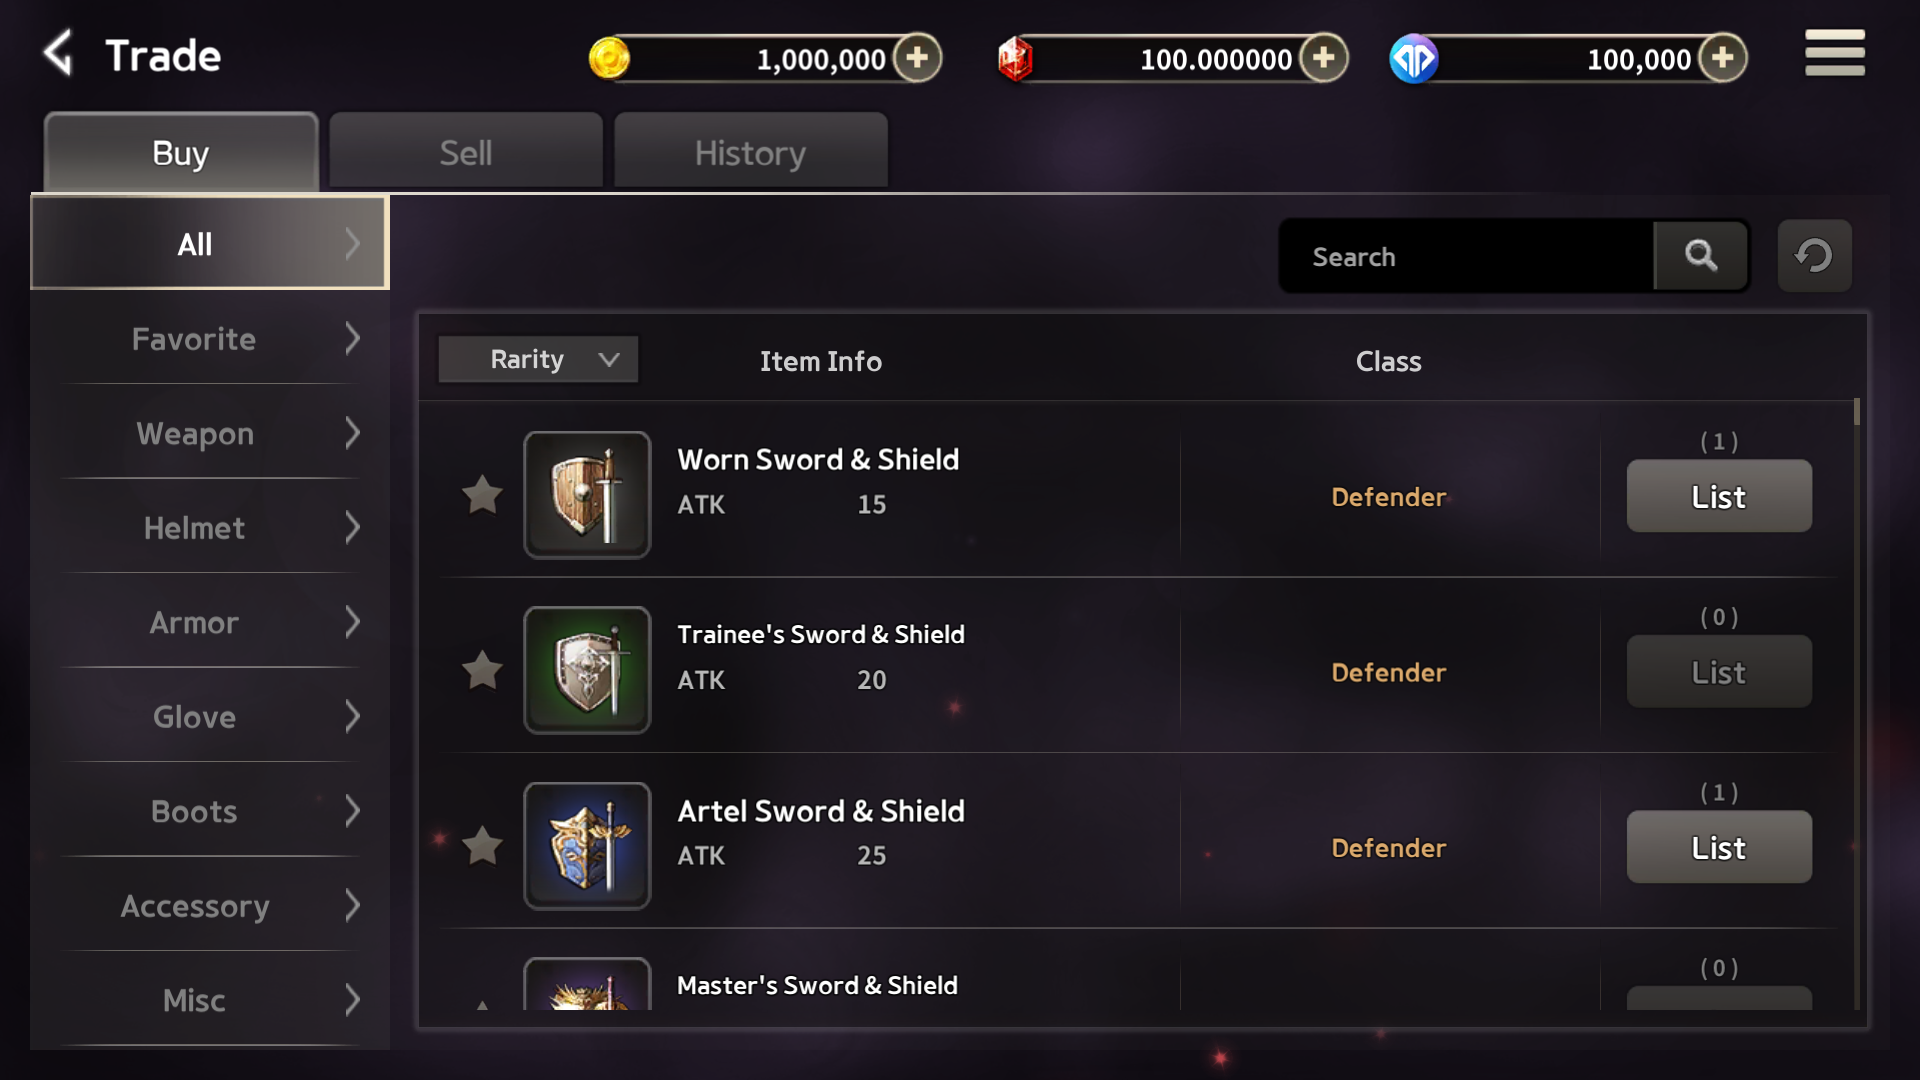 Trade
1,000,000
100.000000
100,000
Buy
Sell
History
All
Favorite
Weapon
Helmet
Armor
Glove
Boots
Accessory
Misc
Search
Rarity
Item Info
Class
Worn Sword & Shield
ATK 15
Defender
(1)
List
Trainee's Sword & Shield
ATK 20
Defender
(0)
List
Artel Sword & Shield
ATK 25
Defender
(1)
List
Master's Sword & Shield
(0)